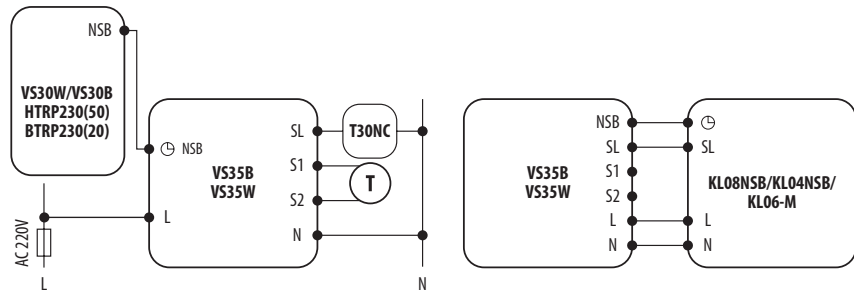 NSB
VS30W/VS30B
HTRP230(50)
BTRP230(20)
NSB
L
VS35B
VS35W
SL
S1
S2
N
T30NC
T
AC 220V
L
N
VS35B
VS35W
NSB
SL
S1
S2
L
N
SL
KL08NSB/KL04NSB/
KL06-M
L
N